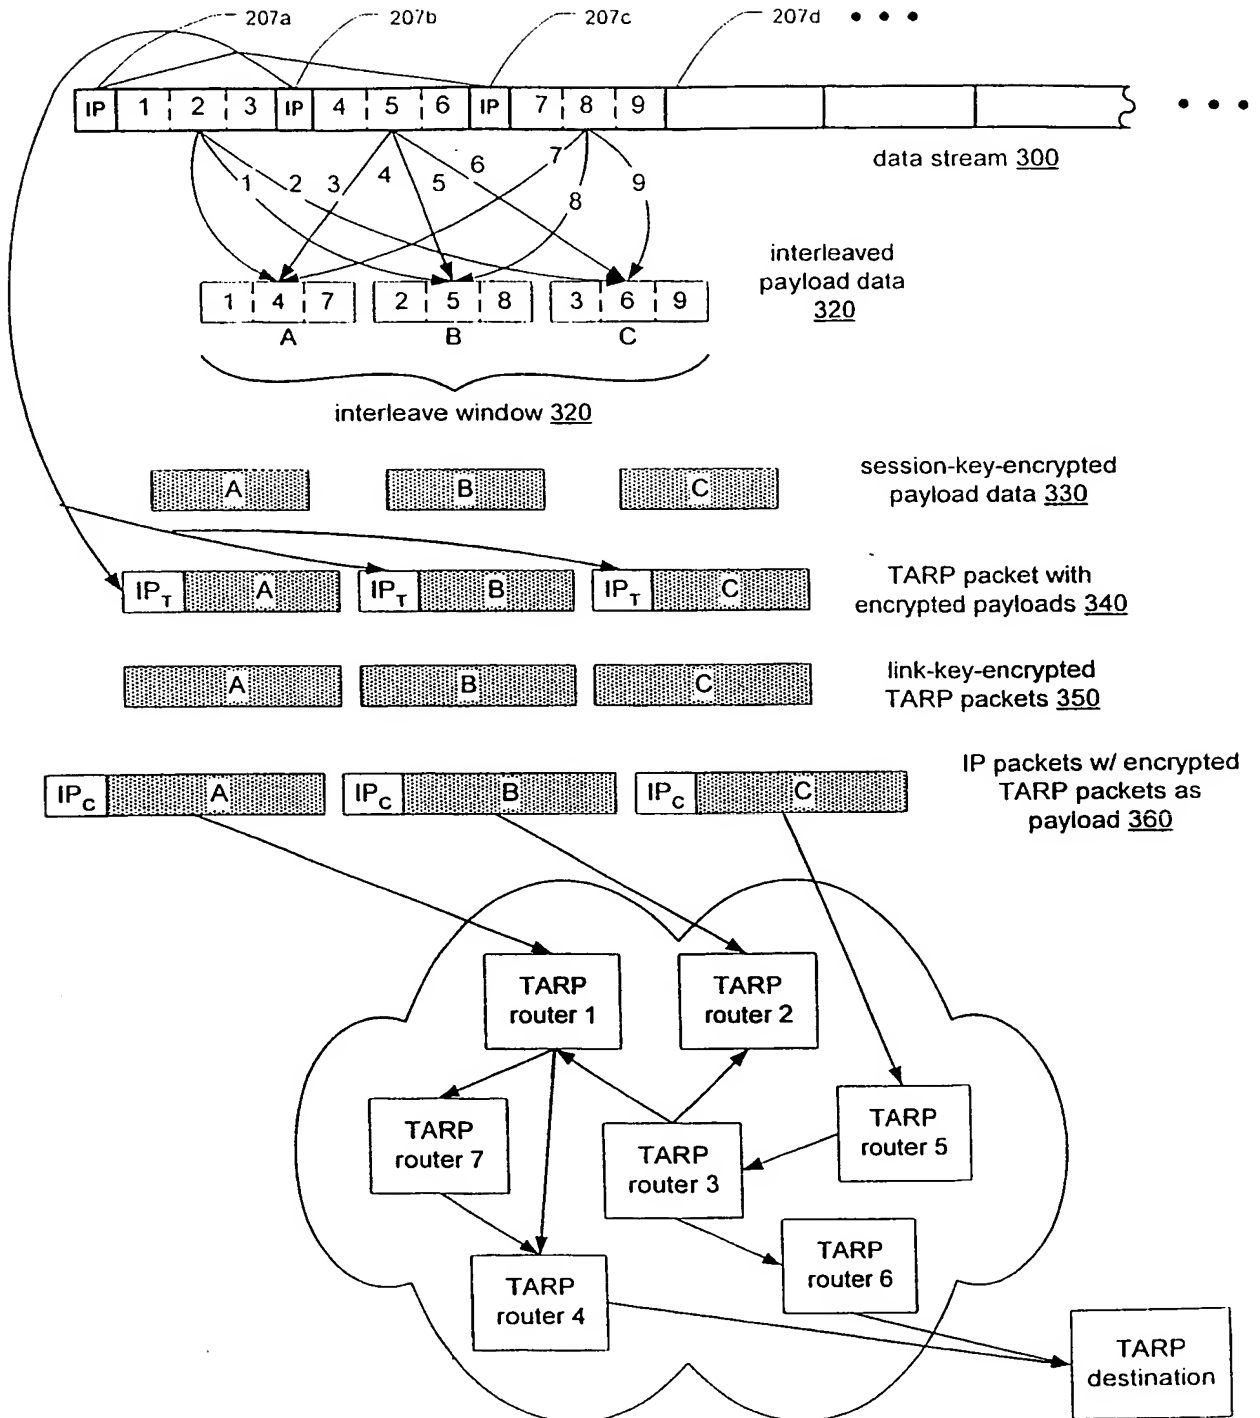 207a 207b 207c 207d • • •
IP 1 2 3 IP 4 5 6 IP 7 8 9 • • •
data stream 300
1 2 3 4 5 6 7 8 9
interleaved
payload data
320
1 4 7 2 5 8 3 6 9
A B C
interleave window 320
A B C
session-key-encrypted
payload data 330
IPT A IPT B IPT C
TARP packet with
encrypted payloads 340
A B C
link-key-encrypted
TARP packets 350
IPC A IPC B IPC C
IP packets w/ encrypted
TARP packets as
payload 360
TARP
router 1
TARP
router 2
TARP
router 5
TARP
router 7
TARP
router 3
TARP
router 6
TARP
router 4
TARP
destination